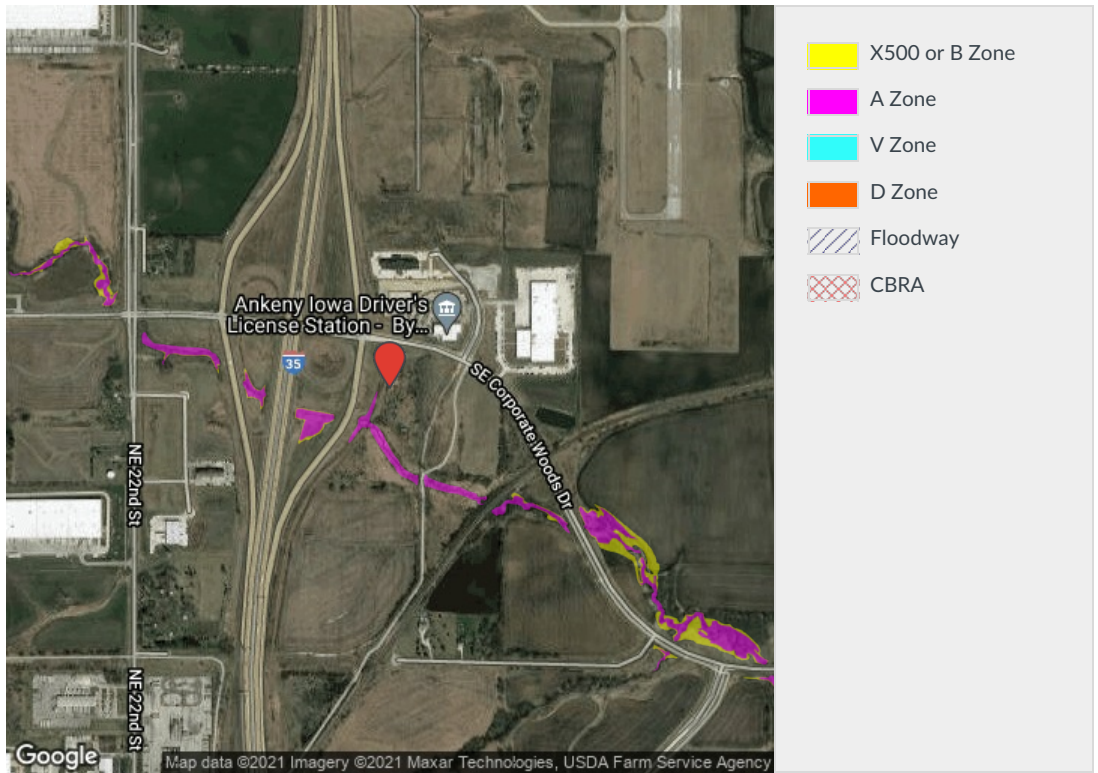 X500 or B Zone
A Zone
V Zone
D Zone
Floodway
CBRA
Ankeny Iowa Driver's
License Station - By...
35
SE Corporate Woods Dr
NE 22nd St
NE 22nd St
Google
Map data ©2021 Imagery ©2021 Maxar Technologies, USDA Farm Service Agency